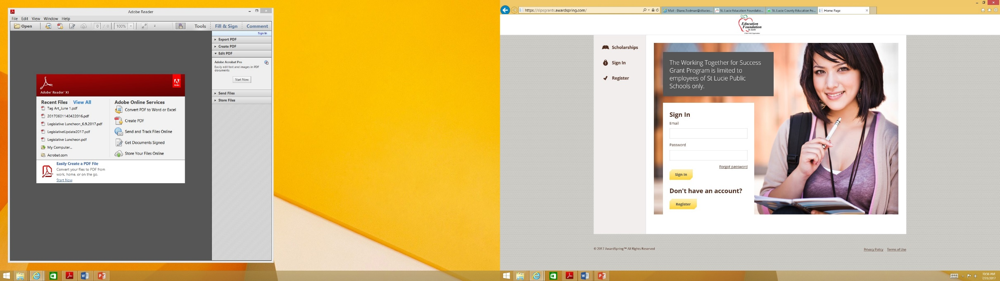 Adobe Reader
File Edit View Window Help
Open
0 / 0
100%
Tools
Fill & Sign
Comment
Sign In
Export PDF
Create PDF
Edit PDF
Adobe Acrobat Pro
Easily edit text and images in PDF
documents
Start Now
Send Files
Store Files
Adobe
Adobe® Reader® XI
Recent Files View All
Tag Art_June 1.pdf
20170601140422016.pdf
Legislative Luncheon_6.9.2017.pdf
LegislativeUpdate2017.pdf
Legislative Luncheon.pdf
My Computer...
Acrobat.com
Adobe Online Services
Convert PDF to Word or Excel
Create PDF
Send and Track Files Online
Get Documents Signed
Store Your Files Online
Easily Create a PDF File
Convert your files to PDF from
work, home, or on the go.
Start Now
https://slpsgrants.awardspring.com/
Mail - Diane.Todman@stlucies...
St. Lucie Education Foundatio...
St. Lucie County Education Fo...
Home Page
Education
Foundation
St. Lucie
A Non-Profit Organization
Scholarships
Sign In
Register
The Working Together for Success
Grant Program is limited to
employees of St Lucie Public
Schools only.
Sign In
Email
Password
Forgot password
Sign In
Don't have an account?
Register
© 2017 AwardSpring™ All Rights Reserved
Privacy Policy Terms of Use
10:56 AM
7/31/2017